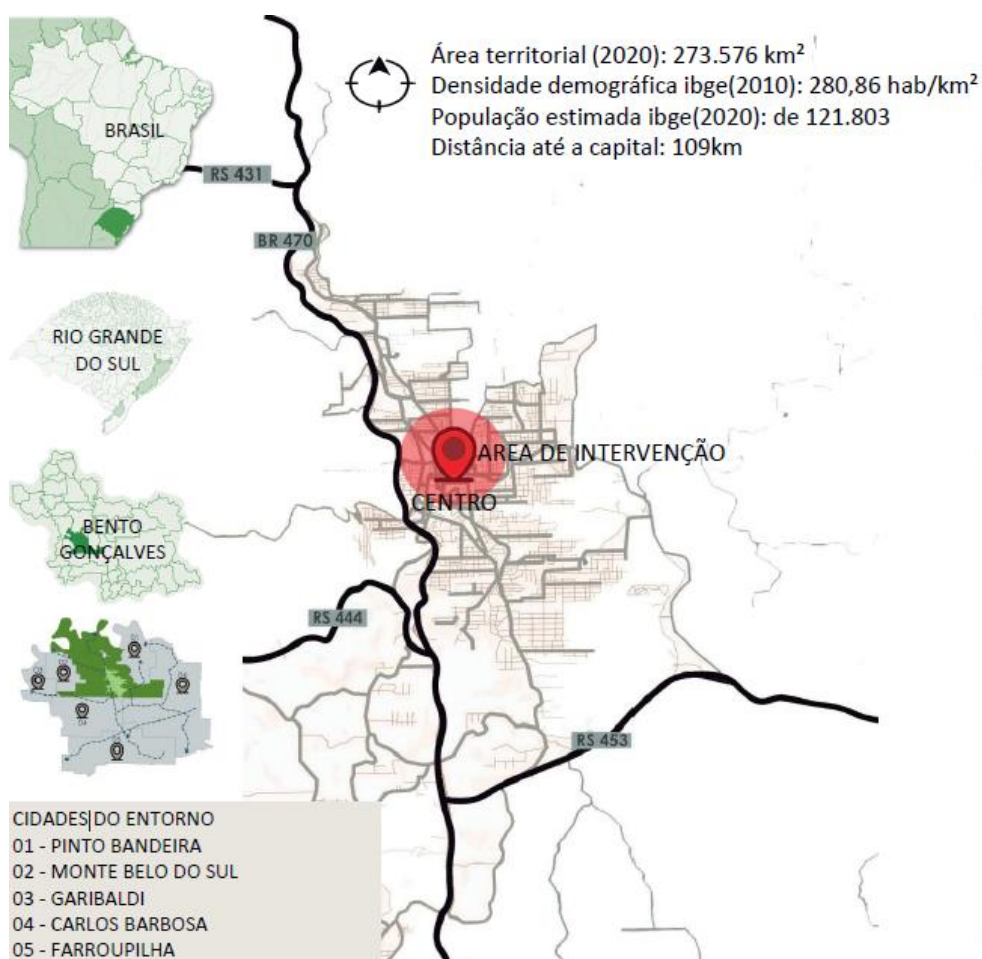 Área territorial (2020): 273.576 km²
Densidade demográfica ibge(2010): 280,86 hab/km²
População estimada ibge(2020): de 121.803
Distância até a capital: 109km
BRASIL
RS 431
BR 470
RIO GRANDE
DO SUL
AREA DE INTERVENÇÃO
CENTRO
BENTO
GONÇALVES
RS 444
RS 453
CIDADES DO ENTORNO
01 - PINTO BANDEIRA
02 - MONTE BELO DO SUL
03 - GARIBALDI
04 - CARLOS BARBOSA
05 - FARROUPILHA